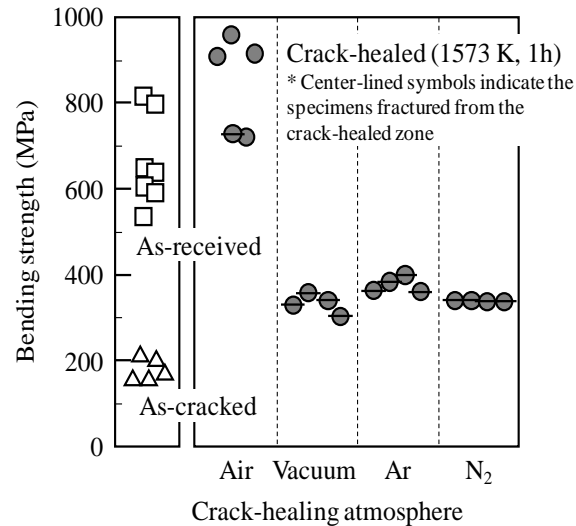 Bending strength (MPa)
1000
800
600
400
200
0
As-received
As-cracked
Crack-healed (1573 K, 1h)
* Center-lined symbols indicate the
specimens fractured from the
crack-healed zone
Air
Vacuum
Ar
N₂
Crack-healing atmosphere